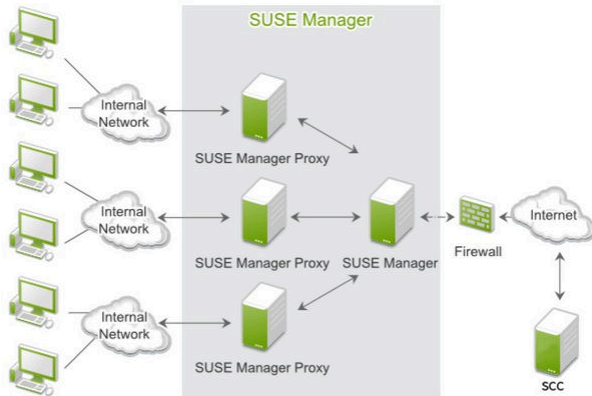 SUSE Manager
Internal
Network
SUSE Manager Proxy
Internal
Network
SUSE Manager Proxy
SUSE Manager
Firewall
Internet
Internal
Network
SUSE Manager Proxy
SCC